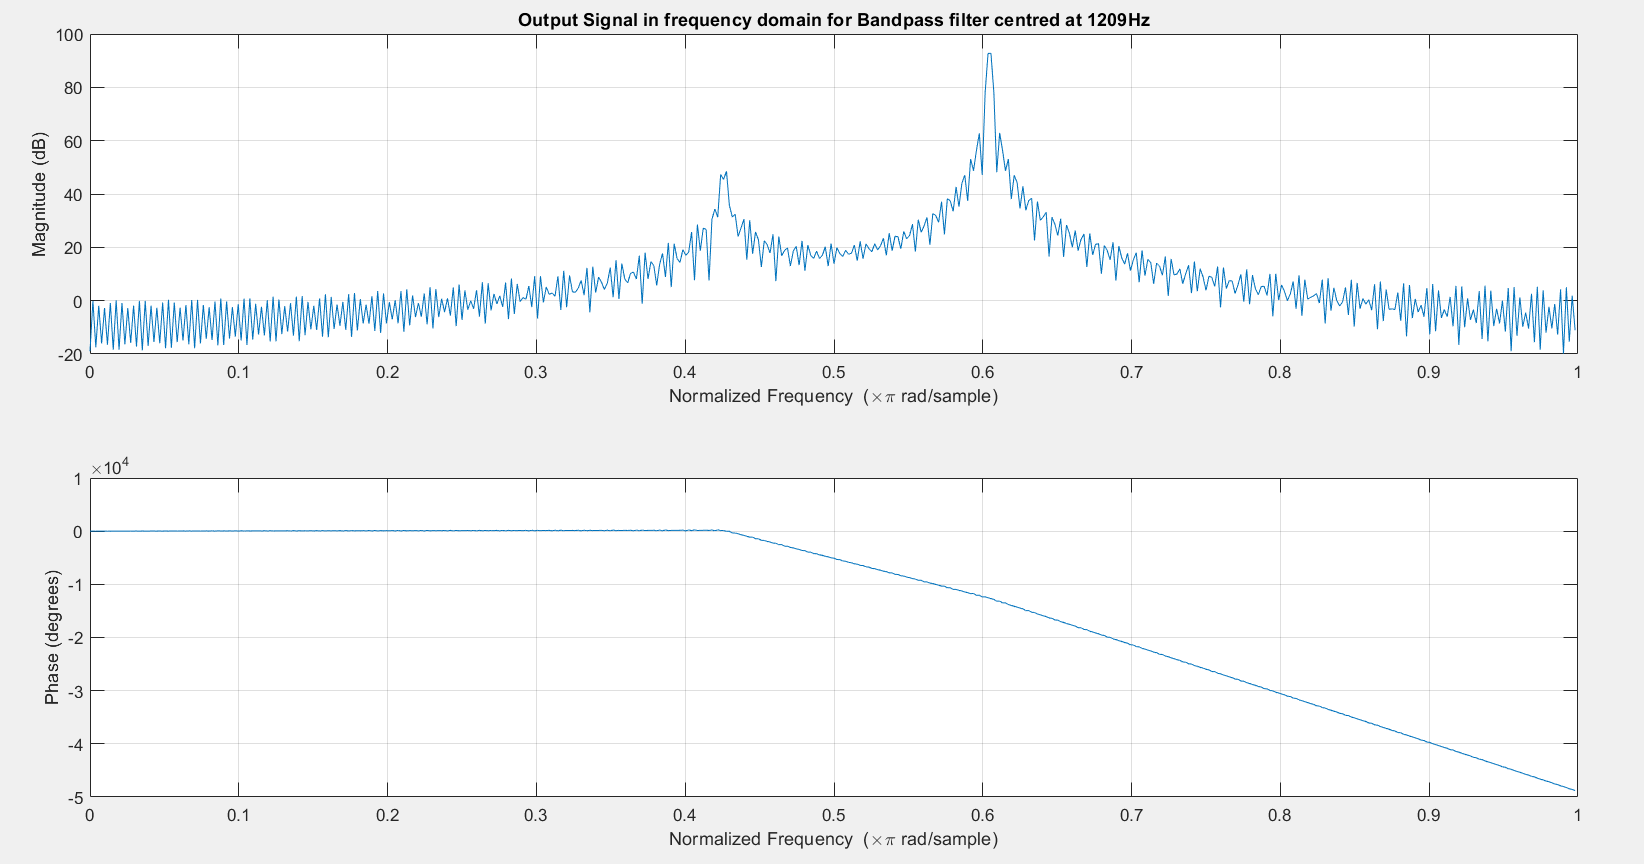 Output Signal in frequency domain for Bandpass filter centred at 1209Hz
Magnitude (dB)
100
80
60
40
20
0
-20
0 0.1 0.2 0.3 0.4 0.5 0.6 0.7 0.8 0.9 1
Normalized Frequency (×π rad/sample)
×10^4
Phase (degrees)
1
0
-1
-2
-3
-4
-5
0 0.1 0.2 0.3 0.4 0.5 0.6 0.7 0.8 0.9 1
Normalized Frequency (×π rad/sample)